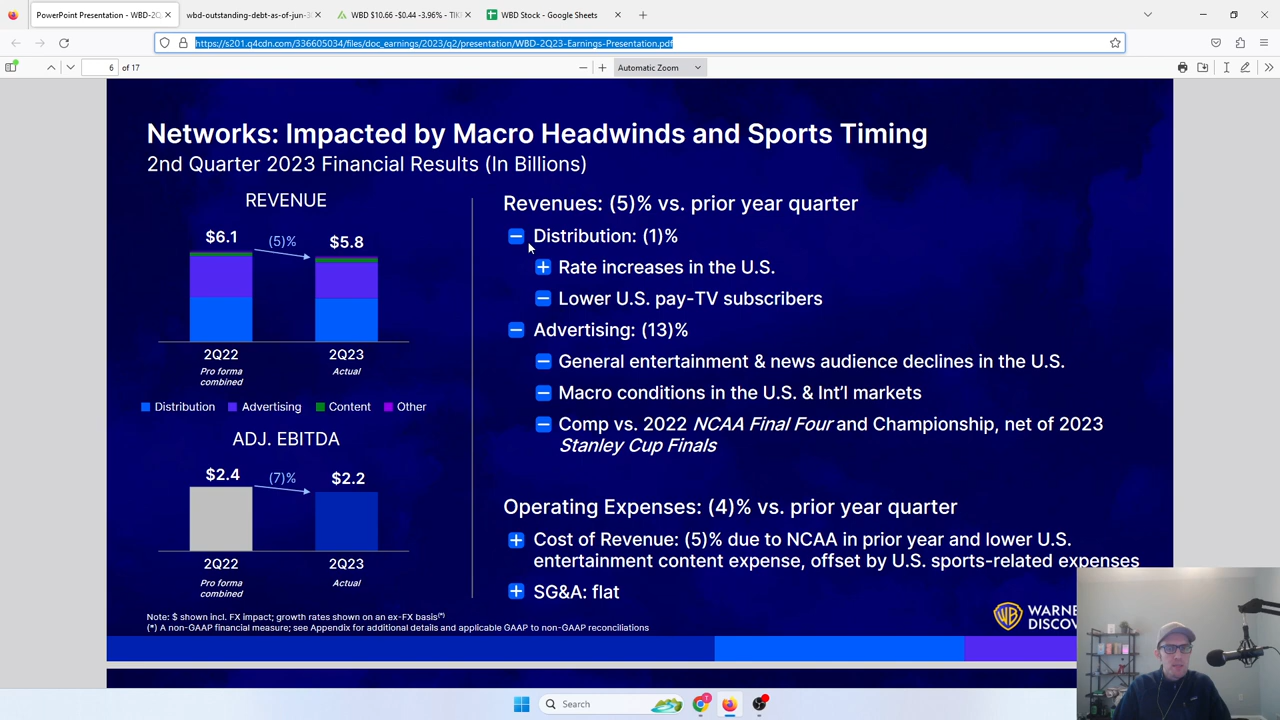 PowerPoint Presentation - WBD-2Q
wbd-outstanding-debt-as-of-jun-3
WBD $10.66 -$0.44 -3.96% - TIK
WBD Stock - Google Sheets
https://s201.q4cdn.com/336605034/files/doc_earnings/2023/q2/presentation/WBD-2Q23-Earnings-Presentation.pdf
6 of 17
Automatic Zoom
Networks: Impacted by Macro Headwinds and Sports Timing
2nd Quarter 2023 Financial Results (In Billions)
REVENUE
$6.1
(5)%
$5.8
2Q22
2Q23
Pro forma
combined
Actual
Distribution
Advertising
Content
Other
ADJ. EBITDA
$2.4
(7)%
$2.2
2Q22
2Q23
Pro forma
combined
Actual
Revenues: (5)% vs. prior year quarter
Distribution: (1)%
Rate increases in the U.S.
Lower U.S. pay-TV subscribers
Advertising: (13)%
General entertainment & news audience declines in the U.S.
Macro conditions in the U.S. & Int'l markets
Comp vs. 2022 NCAA Final Four and Championship, net of 2023
Stanley Cup Finals
Operating Expenses: (4)% vs. prior year quarter
Cost of Revenue: (5)% due to NCAA in prior year and lower U.S.
entertainment content expense, offset by U.S. sports-related expenses
SG&A: flat
Note: $ shown incl. FX impact; growth rates shown on an ex-FX basis(*)
(*) A non-GAAP financial measure; see Appendix for additional details and applicable GAAP to non-GAAP reconciliations
WB
WARNE
DISCOV
Search